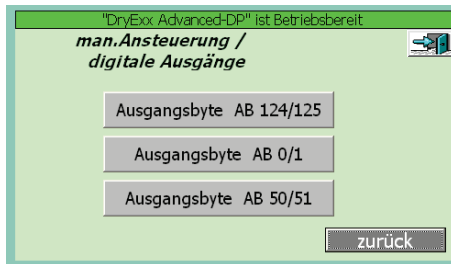 "DryExx Advanced-DP" ist Betriebsbereit
man.Ansteuerung /
digitale Ausgänge
Ausgangsbyte AB 124/125
Ausgangsbyte AB 0/1
Ausgangsbyte AB 50/51
zurück